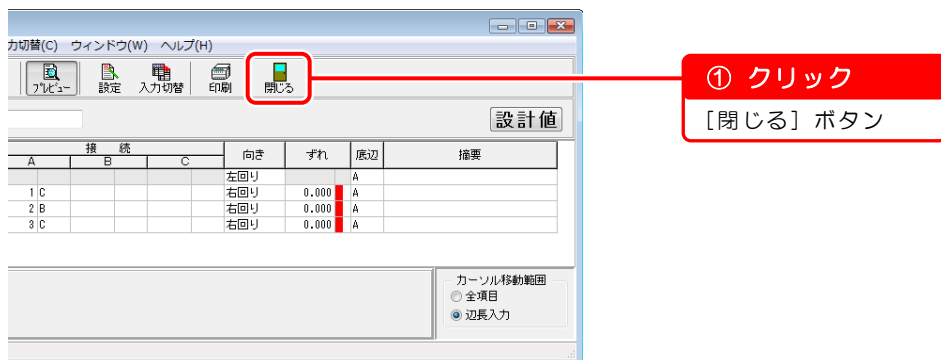 力切替(C) ウィンドウ(W) ヘルプ(H)
プレビュー 設定 入力切替 印刷 閉じる
① クリック
[閉じる] ボタン
設計値
接 続 向き ずれ 底辺 摘要
A B C
左回り A
1 C 右回り 0.000 A
2 B 右回り 0.000 A
3 C 右回り 0.000 A
カーソル移動範囲
全項目
辺長入力